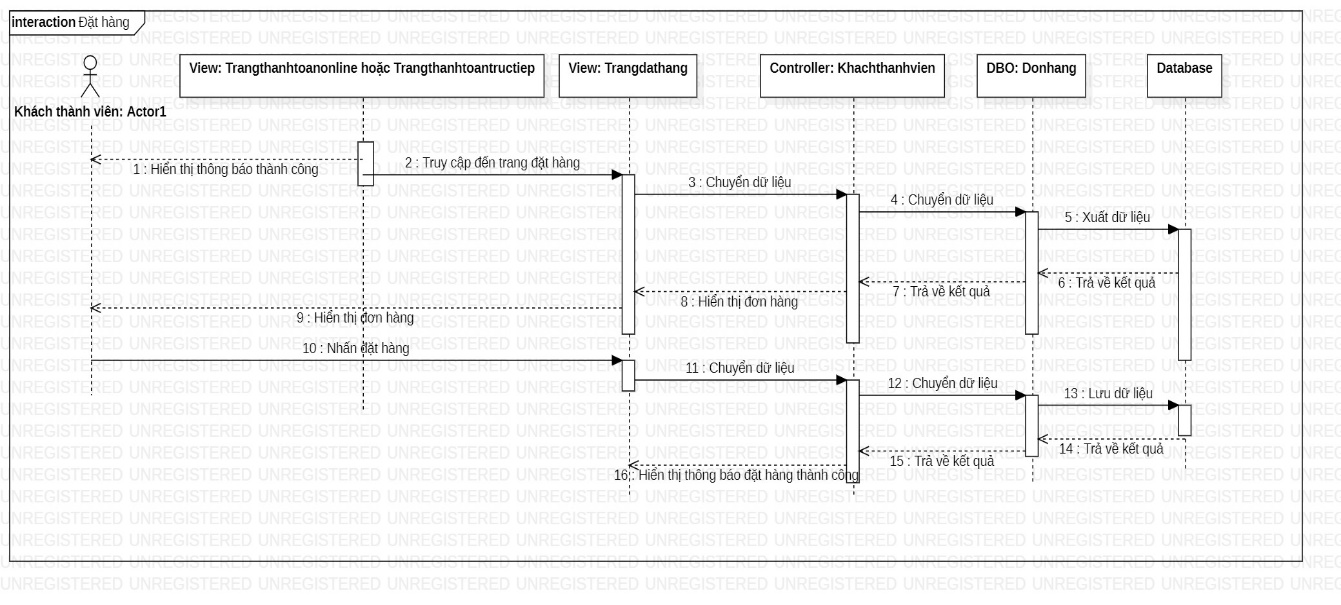 interaction Đặt hàng
Khách thành viên: Actor1
View: Trangthanhtoanonline hoặc Trangthanhtoantructiep
View: Trangdathang
Controller: Khachthanhvien
DBO: Donhang
Database
1 : Hiển thị thông báo thành công
2 : Truy cập đến trang đặt hàng
3 : Chuyển dữ liệu
4 : Chuyển dữ liệu
5 : Xuất dữ liệu
6 : Trả về kết quả
7 : Trả về kết quả
8 : Hiển thị đơn hàng
9 : Hiển thị đơn hàng
10 : Nhấn đặt hàng
11 : Chuyển dữ liệu
12 : Chuyển dữ liệu
13 : Lưu dữ liệu
14 : Trả về kết quả
15 : Trả về kết quả
16 : Hiển thị thông báo đặt hàng thành công
UNREGISTERED